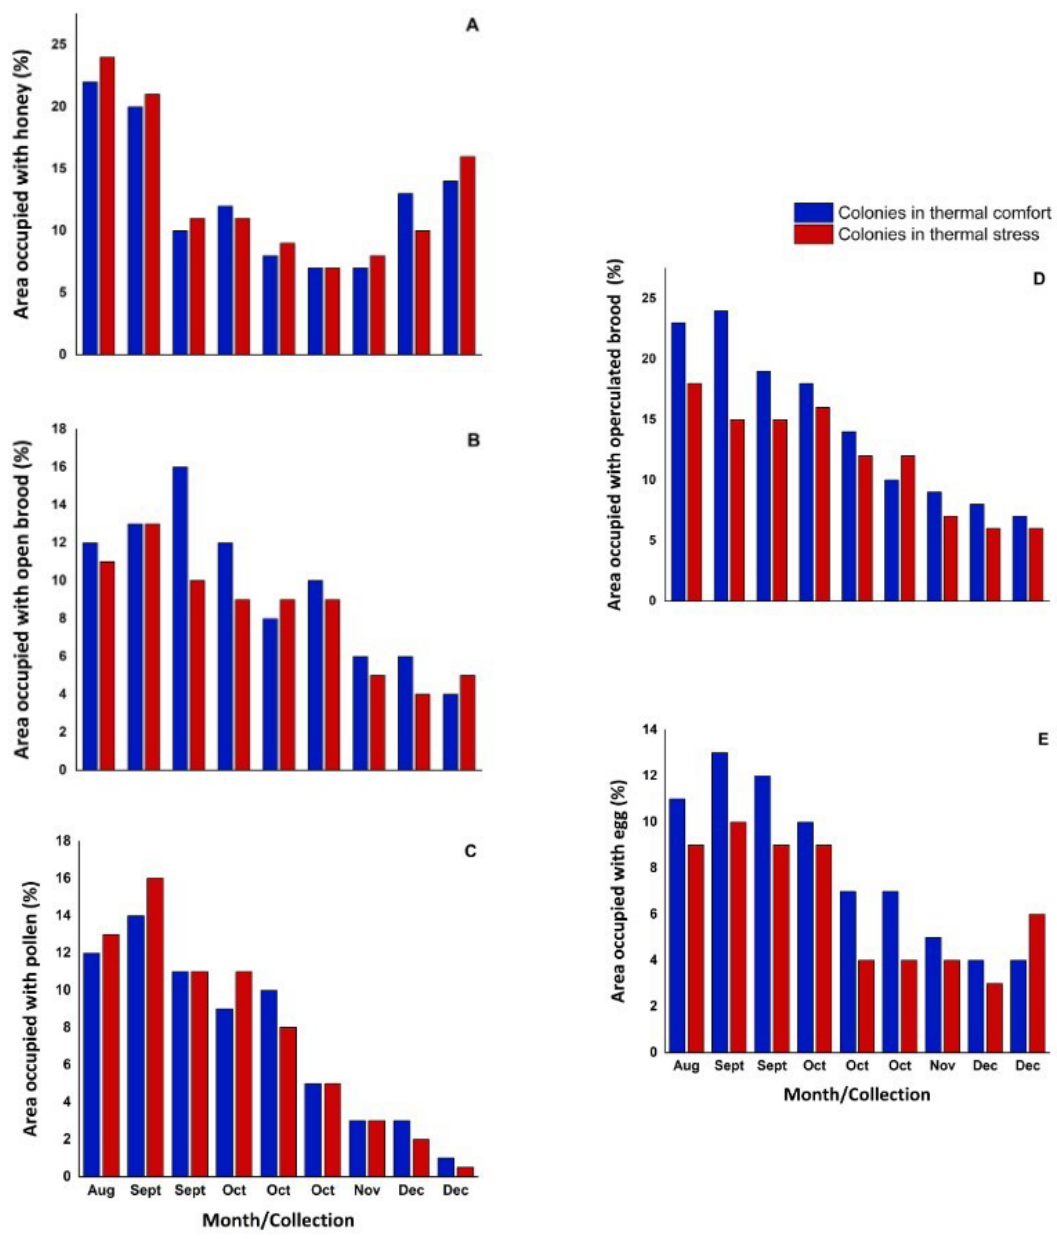 A
Area occupied with honey (%)
25
20
15
10
5
0
B
Area occupied with open brood (%)
18
16
14
12
10
8
6
4
2
0
C
Area occupied with pollen (%)
18
16
14
12
10
8
6
4
2
0
Aug Sept Sept Oct Oct Oct Nov Dec Dec
Month/Collection
Colonies in thermal comfort
Colonies in thermal stress
D
Area occupied with operculated brood (%)
25
20
15
10
5
0
E
Area occupied with egg (%)
14
12
10
8
6
4
2
0
Aug Sept Sept Oct Oct Oct Nov Dec Dec
Month/Collection